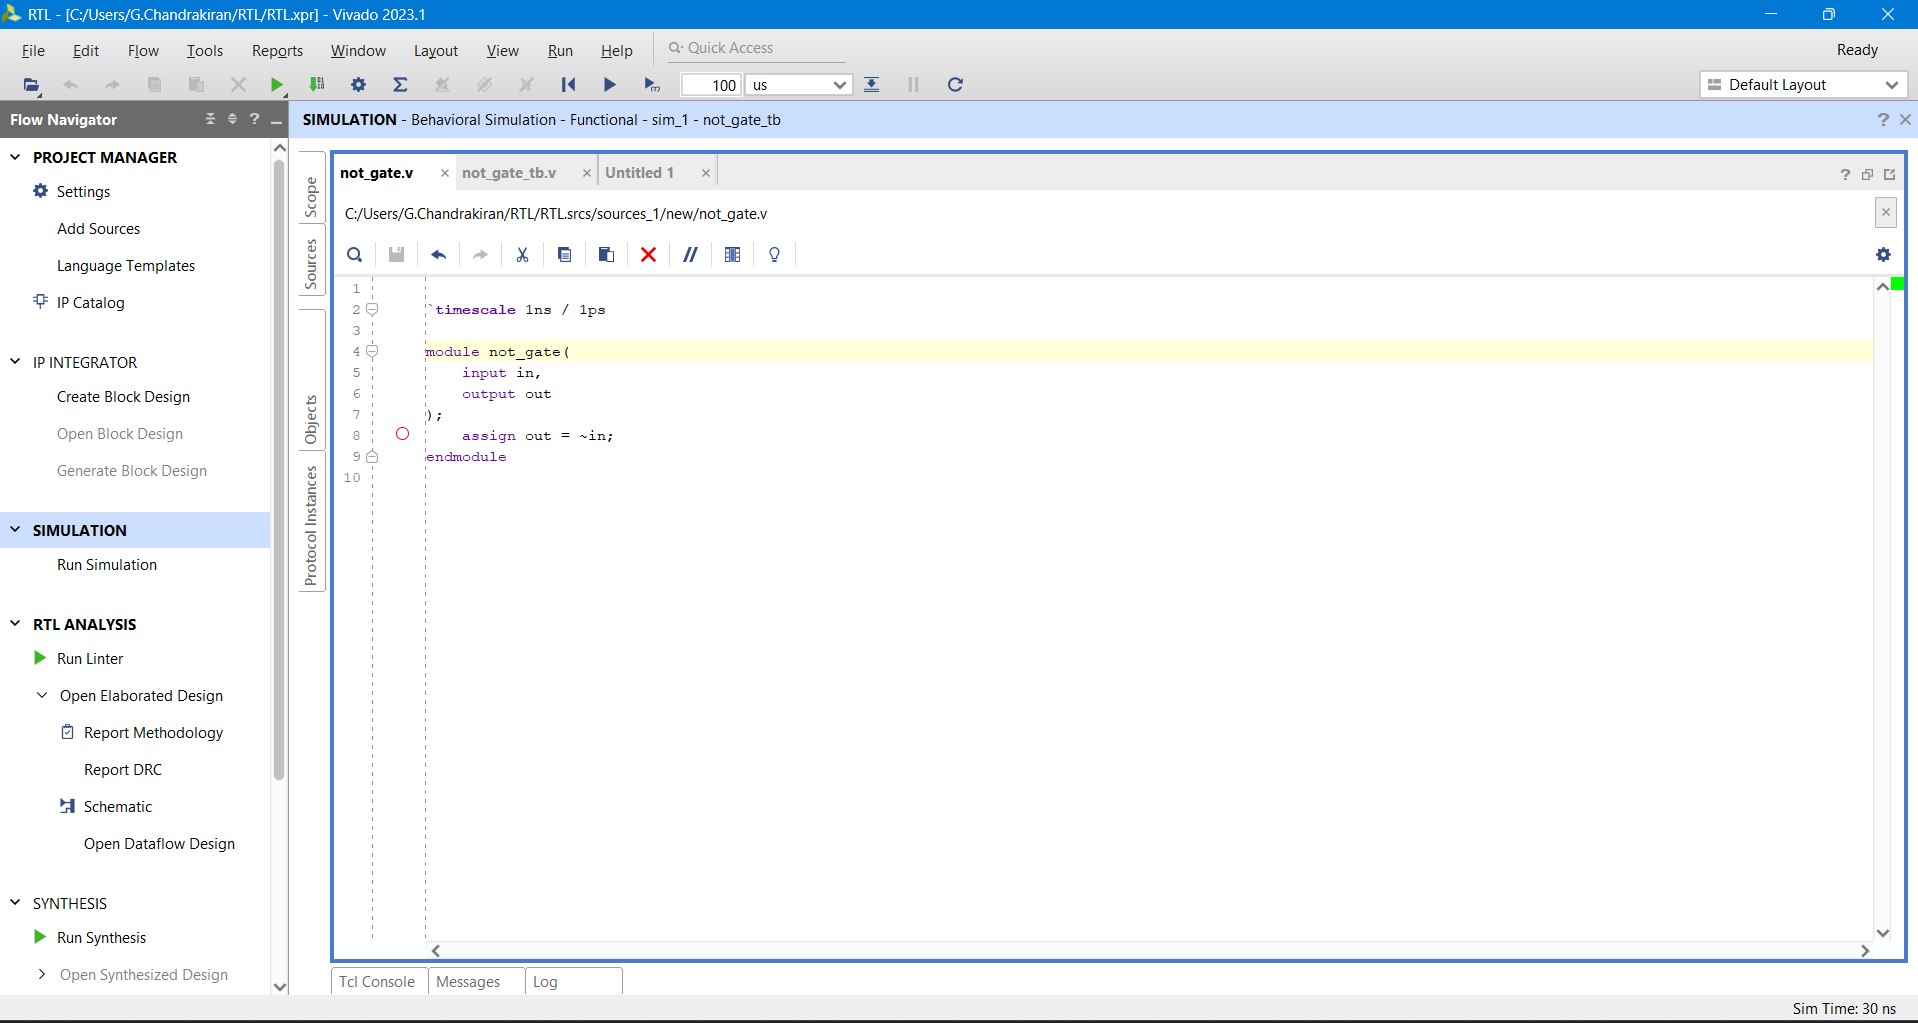 RTL - [C:/Users/G.Chandrakiran/RTL/RTL.xpr] - Vivado 2023.1
File Edit Flow Tools Reports Window Layout View Run Help Quick Access Ready
100 us Default Layout
Flow Navigator
SIMULATION - Behavioral Simulation - Functional - sim_1 - not_gate_tb
PROJECT MANAGER
Settings
Add Sources
Language Templates
IP Catalog
IP INTEGRATOR
Create Block Design
Open Block Design
Generate Block Design
SIMULATION
Run Simulation
RTL ANALYSIS
Run Linter
Open Elaborated Design
Report Methodology
Report DRC
Schematic
Open Dataflow Design
SYNTHESIS
Run Synthesis
Open Synthesized Design
Scope
Sources
Objects
Protocol Instances
not_gate.v not_gate_tb.v Untitled 1
C:/Users/G.Chandrakiran/RTL/RTL.srcs/sources_1/new/not_gate.v
1
2 `timescale 1ns / 1ps
3
4 module not_gate(
5 input in,
6 output out
7 );
8 assign out = ~in;
9 endmodule
10
Tcl Console Messages Log
Sim Time: 30 ns